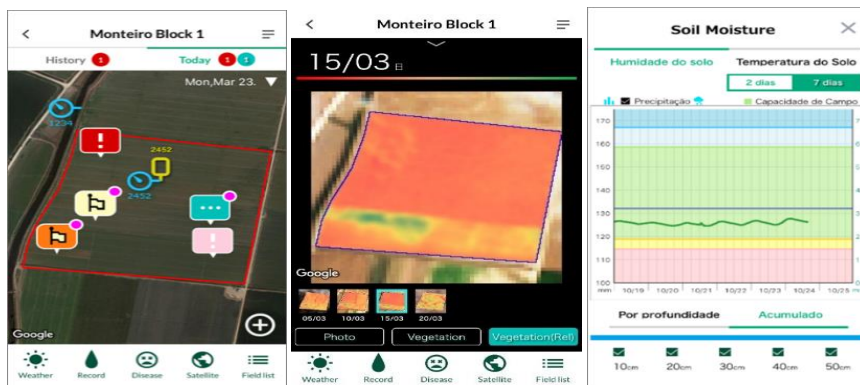 Monteiro Block 1
History 1
Today 1 1
Mon,Mar 23. ▼
1234
2452
2452
Google
Weather
Record
Disease
Satellite
Field list
Monteiro Block 1
15/03 日
Google
05/03
10/03
15/03
20/03
Photo
Vegetation
Vegetation(Rel)
Weather
Record
Disease
Satellite
Field list
Soil Moisture
Humidade do solo
Temperatura do Solo
2 dias
7 dias
Precipitação
Capacidade de Campo
170
160
150
140
130
120
110
100
mm
10/19
10/20
10/21
10/22
10/23
10/24
10/25
Por profundidade
Acumulado
10cm
20cm
30cm
40cm
50cm